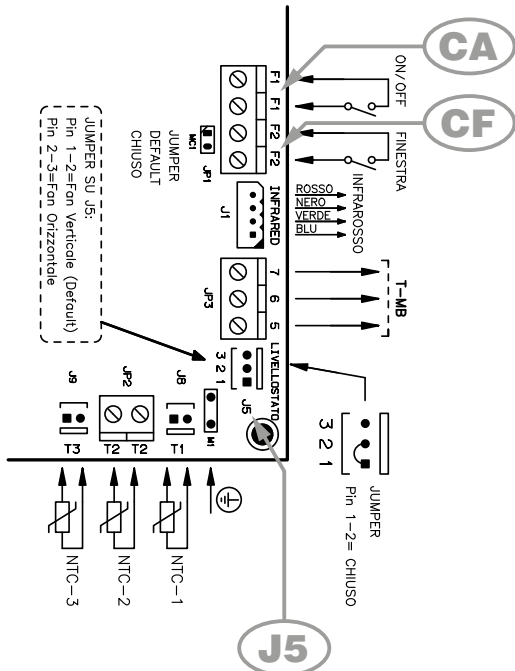 CA
ON/OFF
CF
FINESTRA
F1
F1
F2
F2
MC1
JP1
JUMPER
DEFAULT
CHIUSO
INFRARED
J1
ROSSO
NERO
VERDE
BLU
INFRAROSSO
7
6
5
JP3
T-MB
JUMPER SU J5:
Pin 1-2=Fan Verticale (Default)
Pin 2-3=Fan Orizzontale
LIVELLOSTATO
3 2 1
J5
3 2 1
JUMPER
Pin 1-2= CHIUSO
J9
JP2
J8
M1
T3
T2
T2
T1
NTC-3
NTC-2
NTC-1
J5